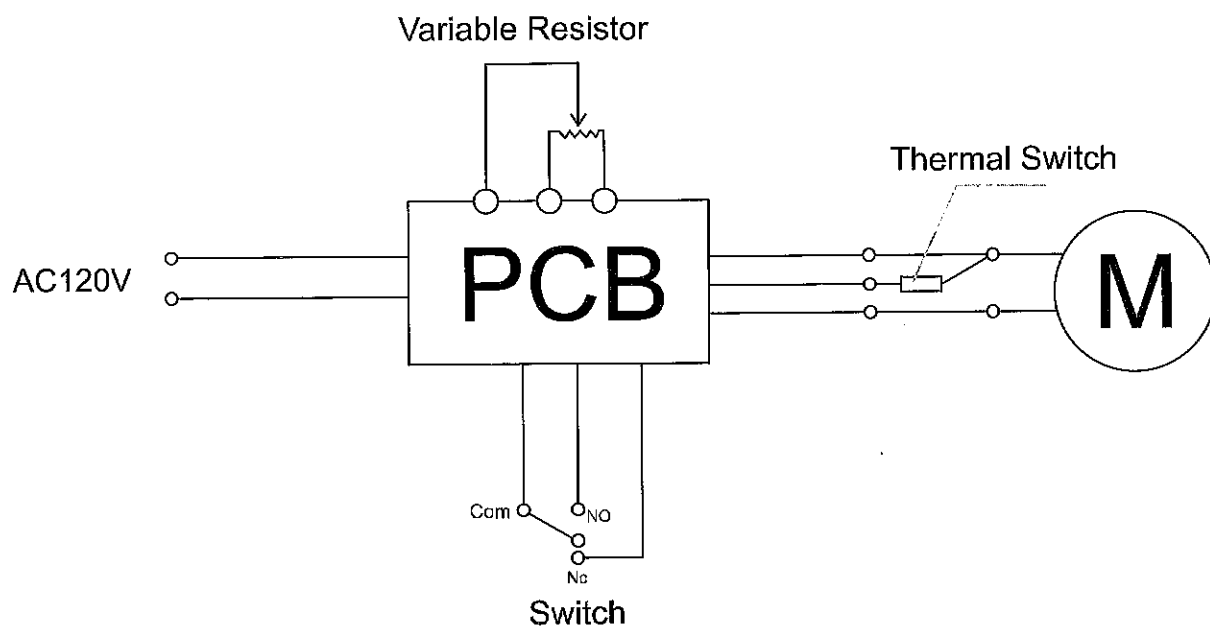 Variable Resistor
Thermal Switch
AC120V
PCB
M
Com
NO
Nc
Switch